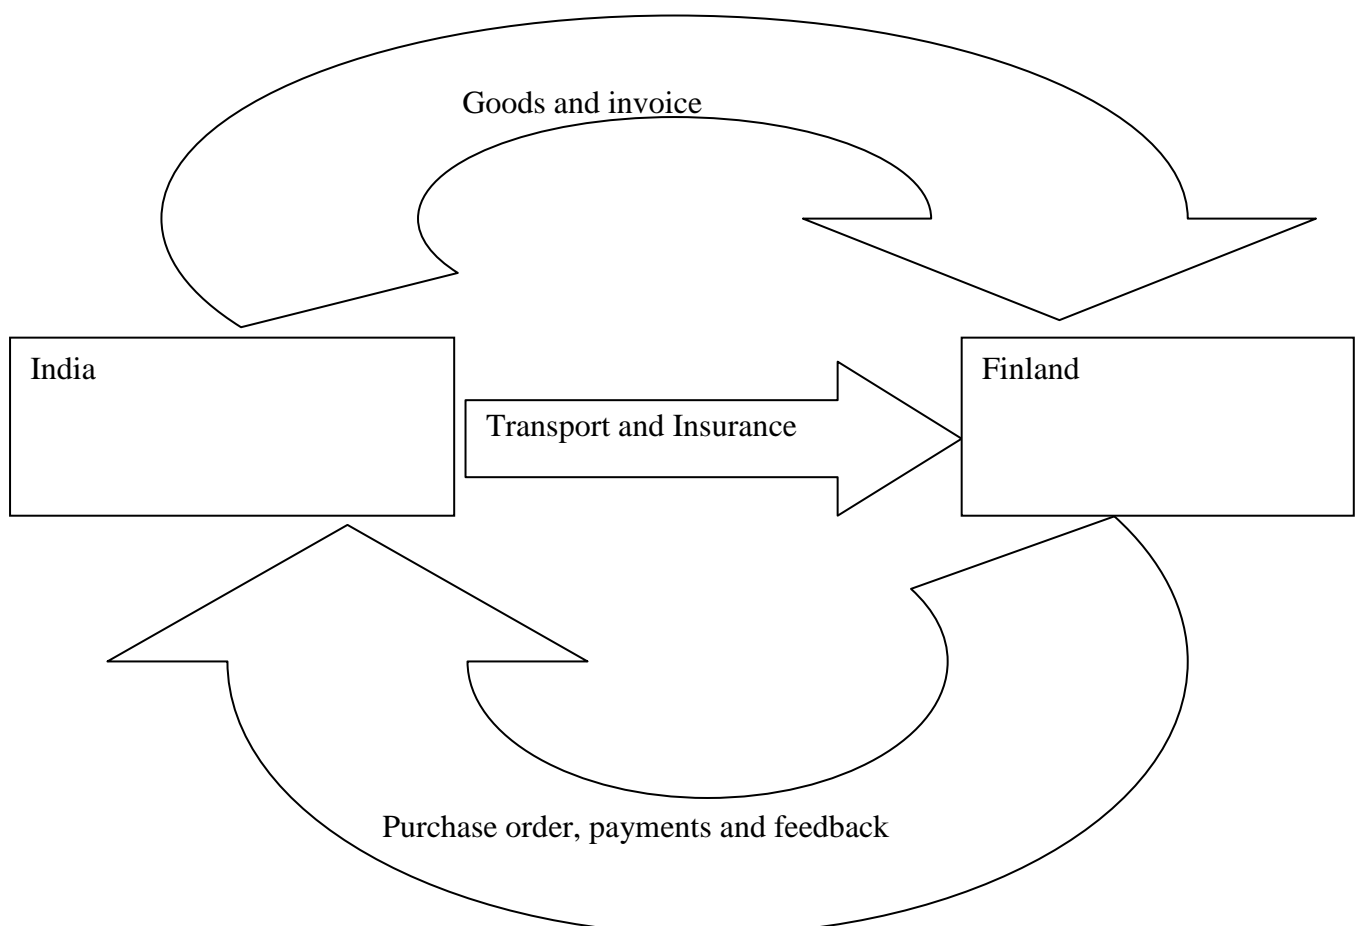 Goods and invoice
India
Finland
Transport and Insurance
Purchase order, payments and feedback